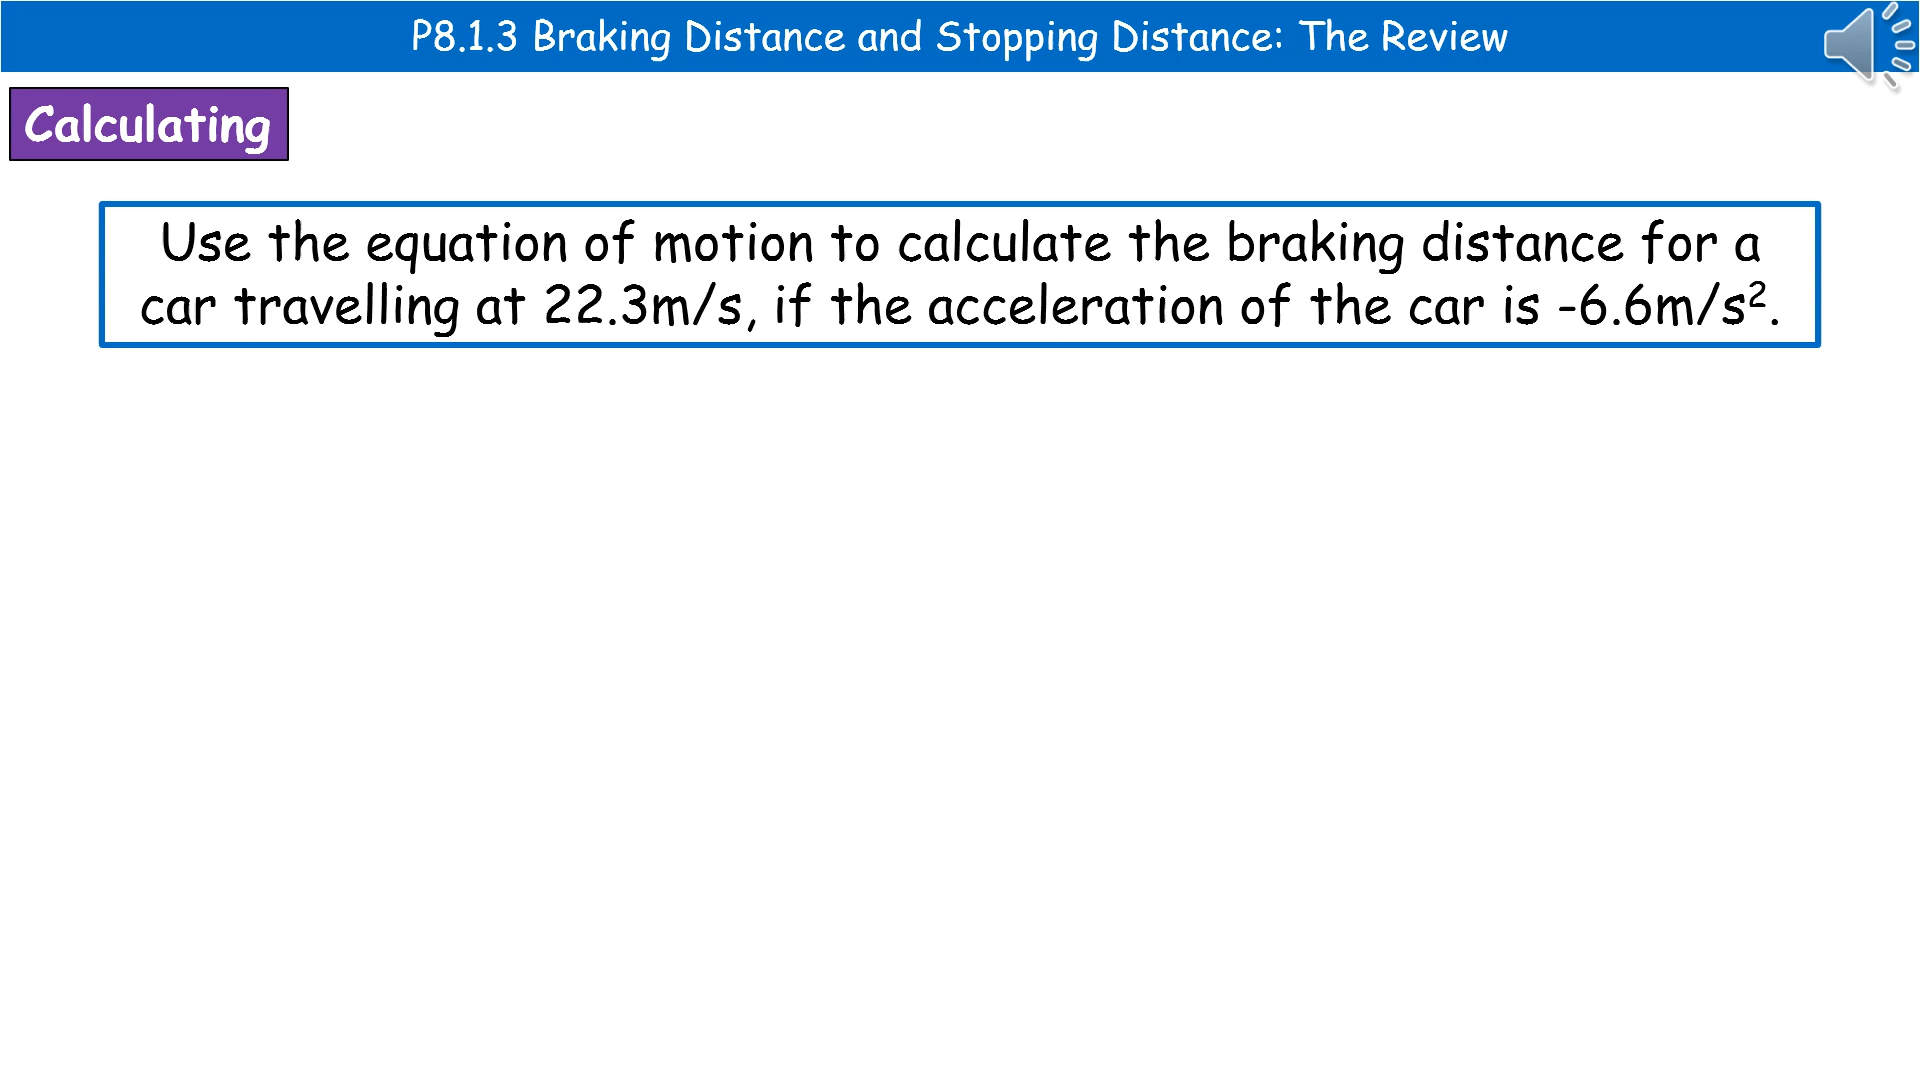 P8.1.3 Braking Distance and Stopping Distance: The Review
Calculating
Use the equation of motion to calculate the braking distance for a
car travelling at 22.3m/s, if the acceleration of the car is -6.6m/s².